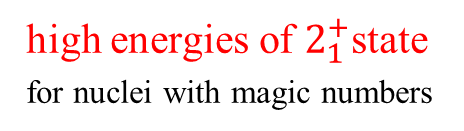 high energies of 2₁⁺ state
for nuclei with magic numbers